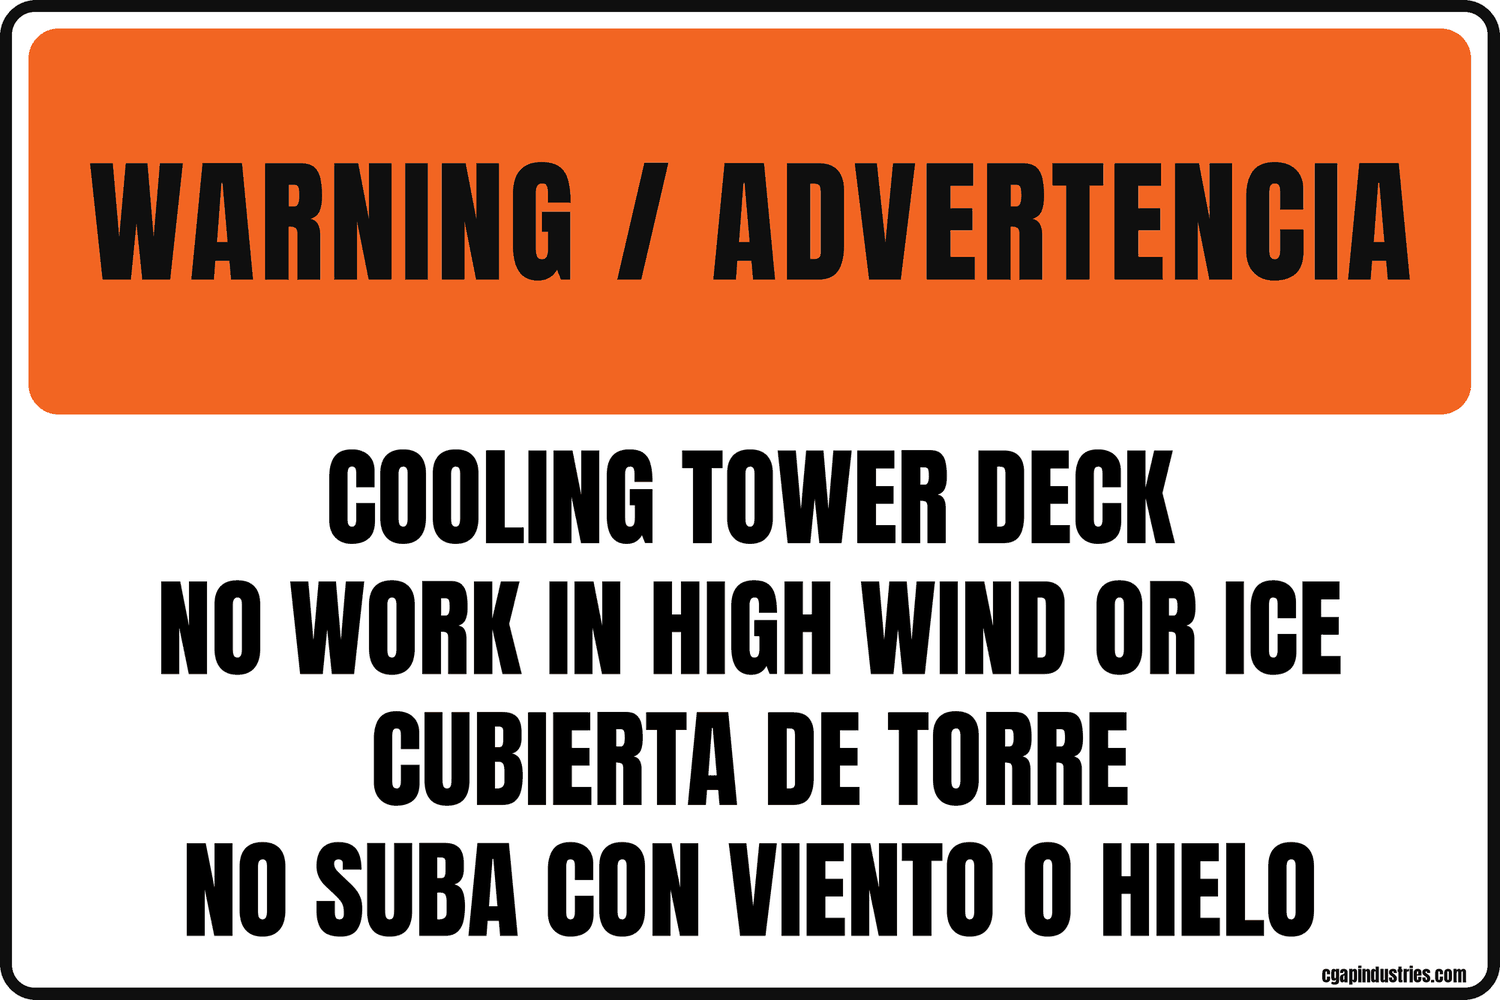 WARNING / ADVERTENCIA
COOLING TOWER DECK
NO WORK IN HIGH WIND OR ICE
CUBIERTA DE TORRE
NO SUBA CON VIENTO O HIELO
cgapindustries.com